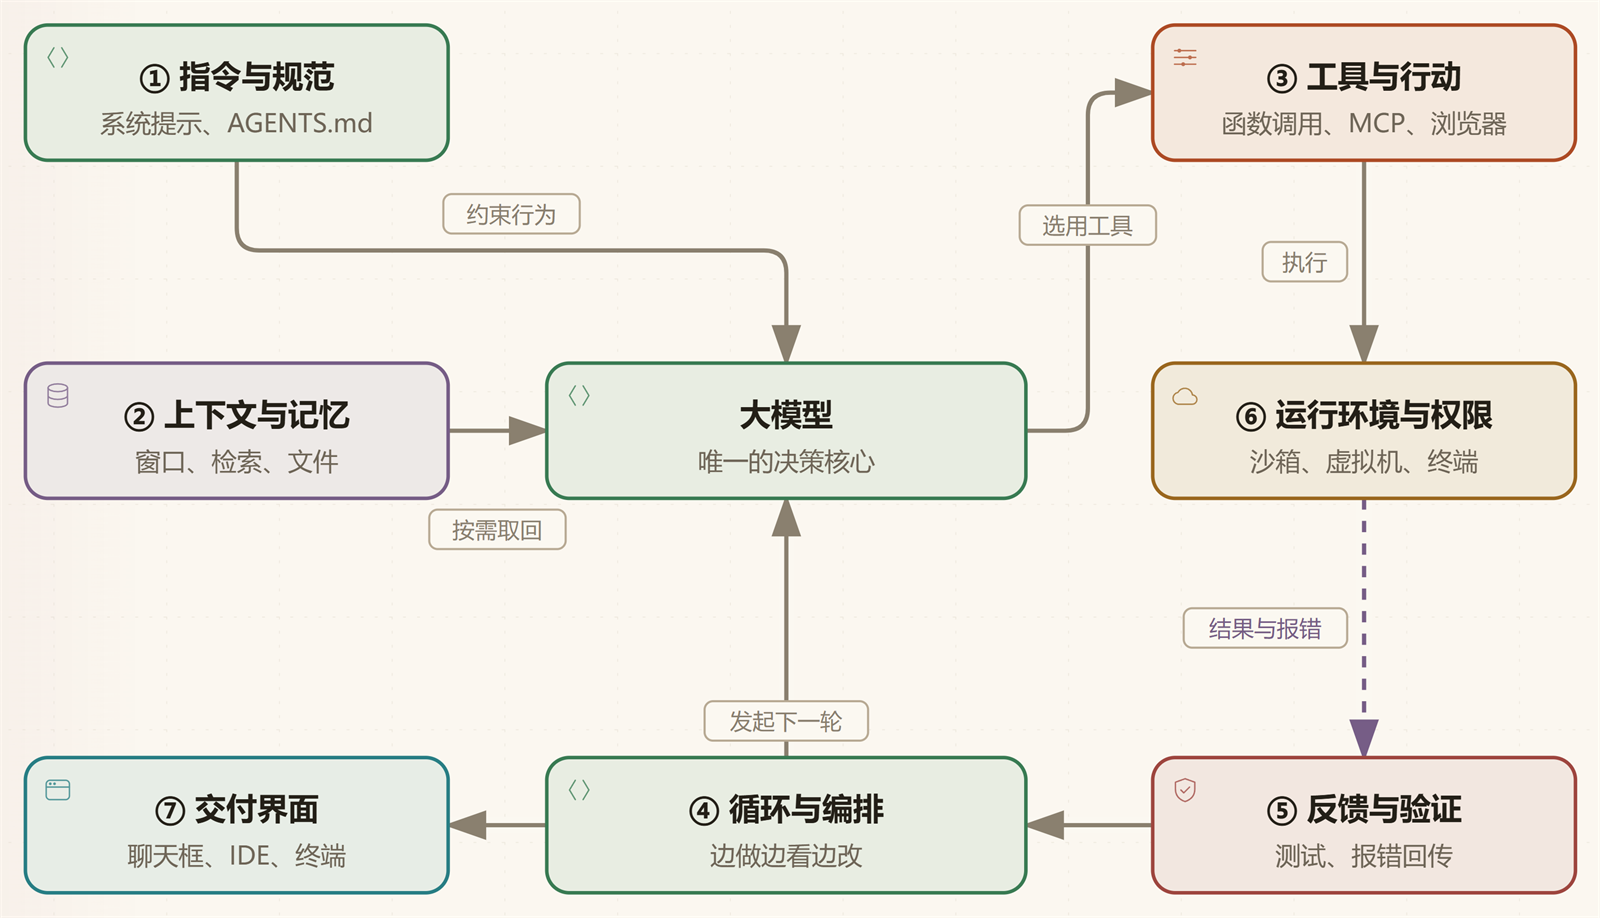 ① 指令与规范
系统提示、AGENTS.md
③ 工具与行动
函数调用、MCP、浏览器
约束行为
选用工具
执行
② 上下文与记忆
窗口、检索、文件
大模型
唯一的决策核心
⑥ 运行环境与权限
沙箱、虚拟机、终端
按需取回
结果与报错
发起下一轮
⑦ 交付界面
聊天框、IDE、终端
④ 循环与编排
边做边看边改
⑤ 反馈与验证
测试、报错回传